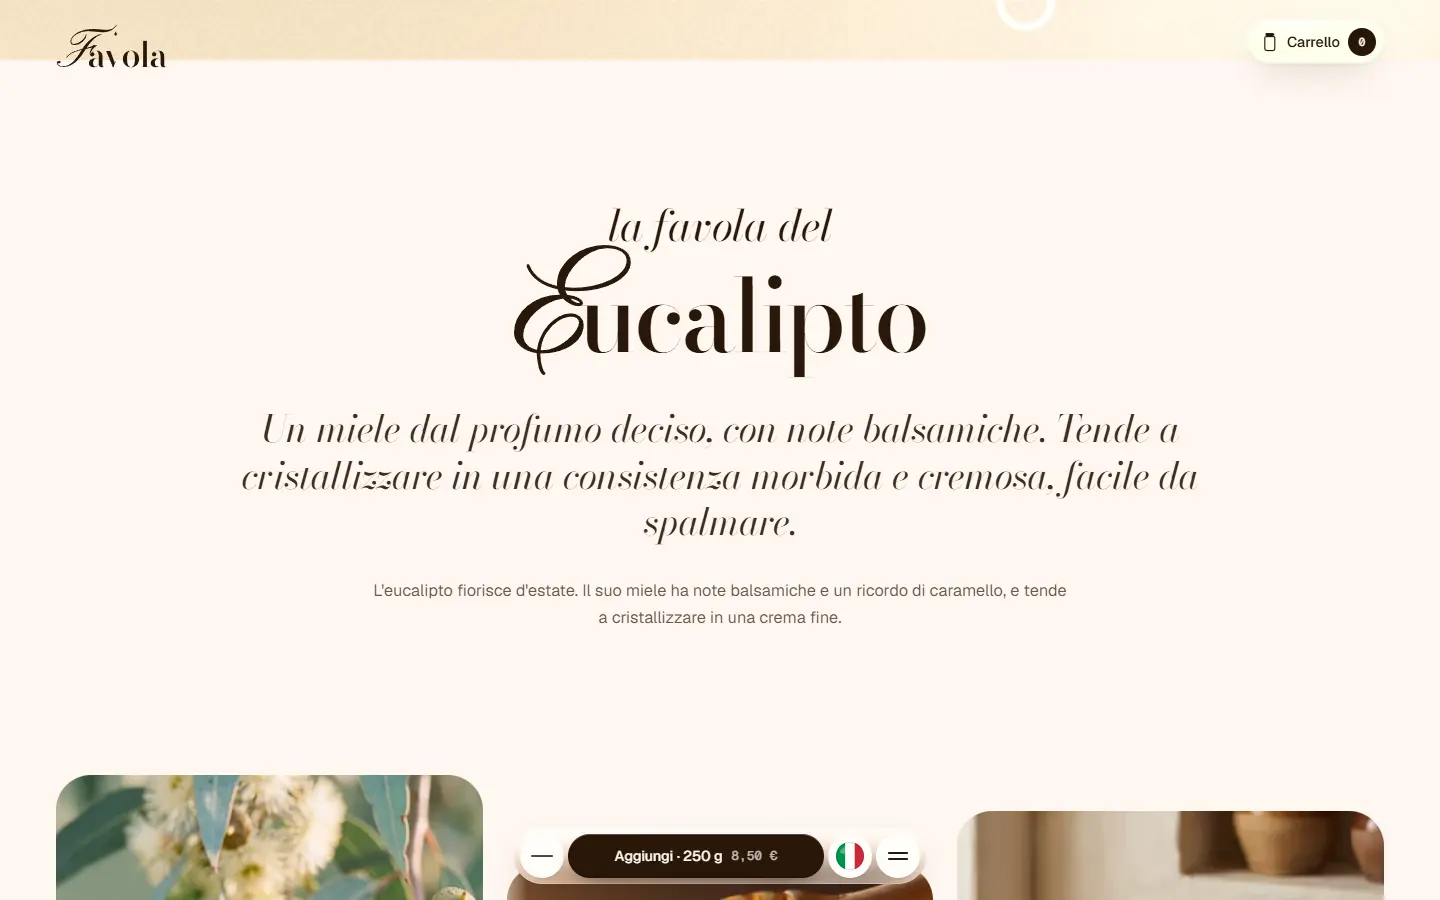 Favola
Carrello 0
la favola del
Eucalipto
Un miele dal profumo deciso, con note balsamiche. Tende a
cristallizzare in una consistenza morbida e cremosa, facile da
spalmare.
L'eucalipto fiorisce d'estate. Il suo miele ha note balsamiche e un ricordo di caramello, e tende
a cristallizzare in una crema fine.
Aggiungi · 250 g 8,50 €